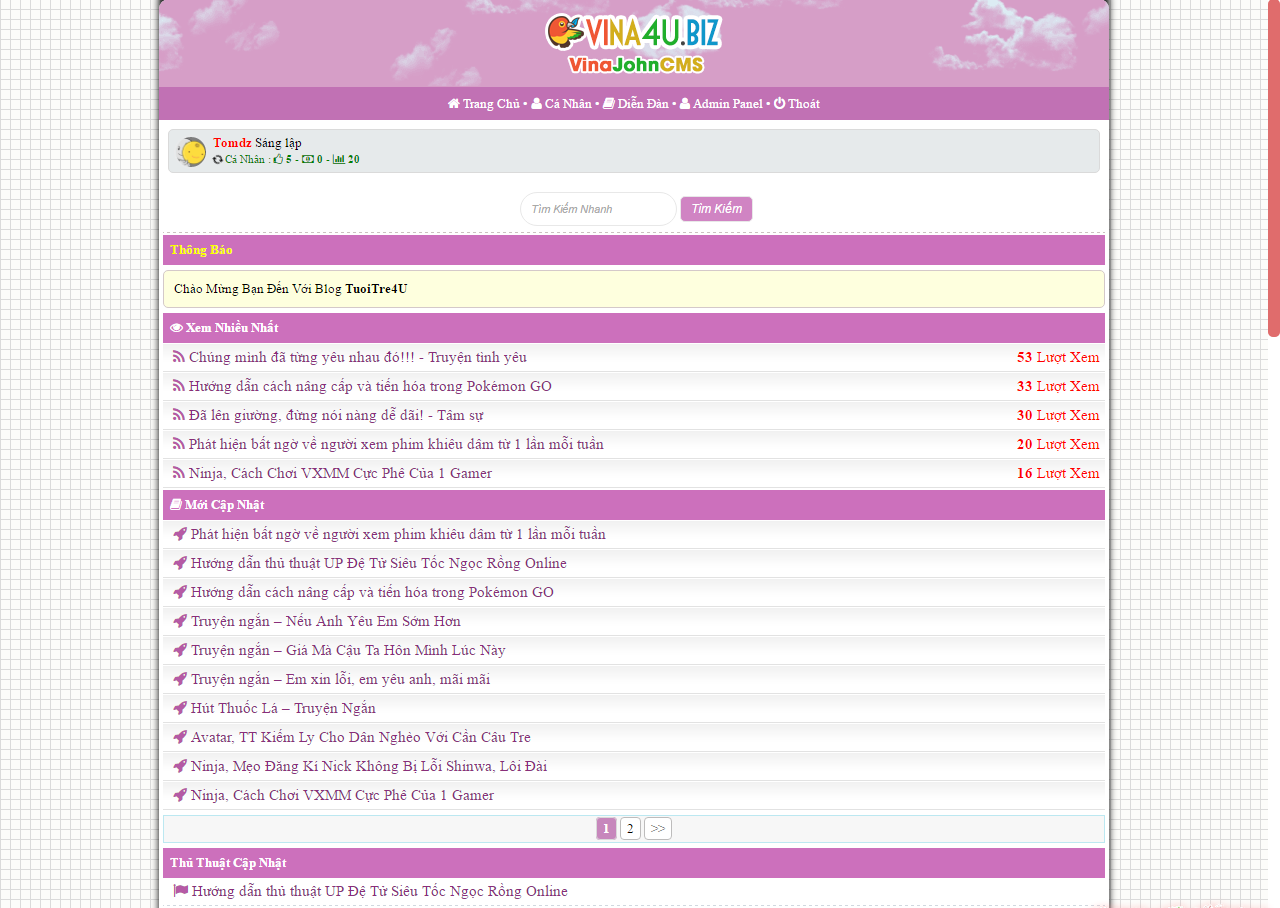 VINA4U.BIZ
VinaJohnCMS
Trang Chủ • Cá Nhân • Diễn Đàn • Admin Panel • Thoát
Tomdz Sáng lập
Cá Nhân : 5 - 0 - 20
Tìm Kiếm Nhanh Tìm Kiếm
Thông Báo
Chào Mừng Bạn Đến Với Blog TuoiTre4U
Xem Nhiều Nhất
Chúng mình đã từng yêu nhau đó!!! - Truyện tình yêu 53 Lượt Xem
Hướng dẫn cách nâng cấp và tiến hóa trong Pokémon GO 33 Lượt Xem
Đã lên giường, đừng nói nàng dễ dãi! - Tâm sự 30 Lượt Xem
Phát hiện bất ngờ về người xem phim khiêu dâm từ 1 lần mỗi tuần 20 Lượt Xem
Ninja, Cách Chơi VXMM Cực Phê Của 1 Gamer 16 Lượt Xem
Mới Cập Nhật
Phát hiện bất ngờ về người xem phim khiêu dâm từ 1 lần mỗi tuần
Hướng dẫn thủ thuật UP Đệ Tử Siêu Tốc Ngọc Rồng Online
Hướng dẫn cách nâng cấp và tiến hóa trong Pokémon GO
Truyện ngắn – Nếu Anh Yêu Em Sớm Hơn
Truyện ngắn – Giá Mà Cậu Ta Hôn Mình Lúc Này
Truyện ngắn – Em xin lỗi, em yêu anh, mãi mãi
Hút Thuốc Lá – Truyện Ngắn
Avatar, TT Kiếm Ly Cho Dân Nghèo Với Cần Câu Tre
Ninja, Mẹo Đăng Kí Nick Không Bị Lỗi Shinwa, Lôi Đài
Ninja, Cách Chơi VXMM Cực Phê Của 1 Gamer
1 2 >>
Thủ Thuật Cập Nhật
Hướng dẫn thủ thuật UP Đệ Tử Siêu Tốc Ngọc Rồng Online